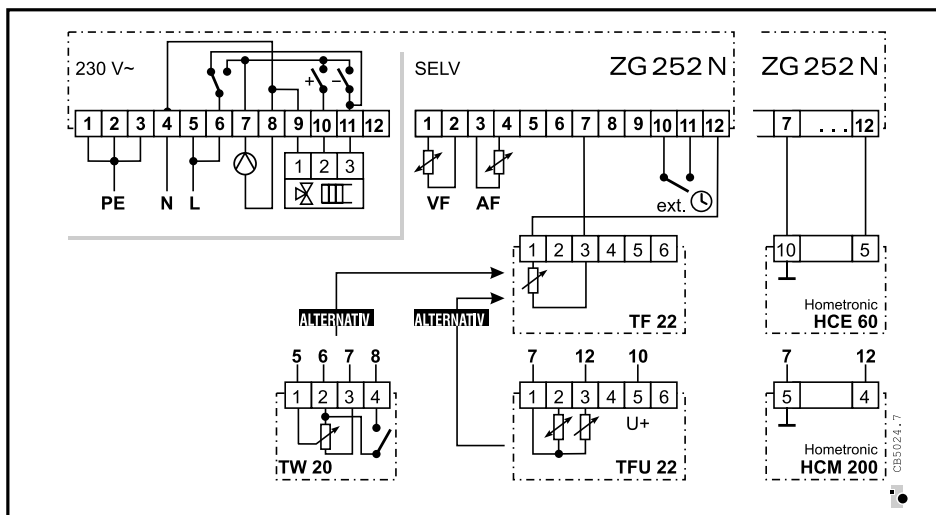 230 V~ SELV ZG 252 N ZG 252 N
+ −
1 2 3 4 5 6 7 8 9 10 11 12 1 2 3 4 5 6 7 8 9 10 11 12 7 . . . 12
1 2 3
PE N L VF AF ext.
1 2 3 4 5 6 10 5
ALTERNATIV ALTERNATIV
Hometronic
TF 22 HCE 60
5 6 7 8 7 12 10 7 12
1 2 3 4 1 2 3 4 5 6 5 4
U+
Hometronic
TW 20 TFU 22 HCM 200
CB5024.7